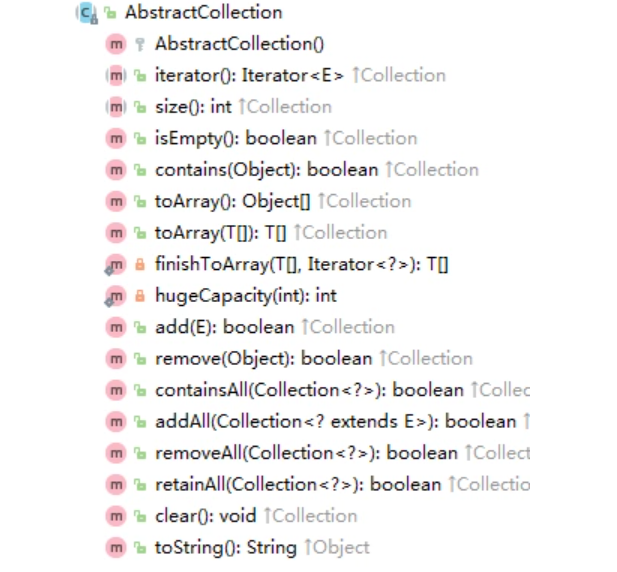 AbstractCollection
AbstractCollection()
iterator(): Iterator<E> ↑Collection
size(): int ↑Collection
isEmpty(): boolean ↑Collection
contains(Object): boolean ↑Collection
toArray(): Object[] ↑Collection
toArray(T[]): T[] ↑Collection
finishToArray(T[], Iterator<?>): T[]
hugeCapacity(int): int
add(E): boolean ↑Collection
remove(Object): boolean ↑Collection
containsAll(Collection<?>): boolean ↑Collec
addAll(Collection<? extends E>): boolean ↑
removeAll(Collection<?>): boolean ↑Collect
retainAll(Collection<?>): boolean ↑Collectio
clear(): void ↑Collection
toString(): String ↑Object